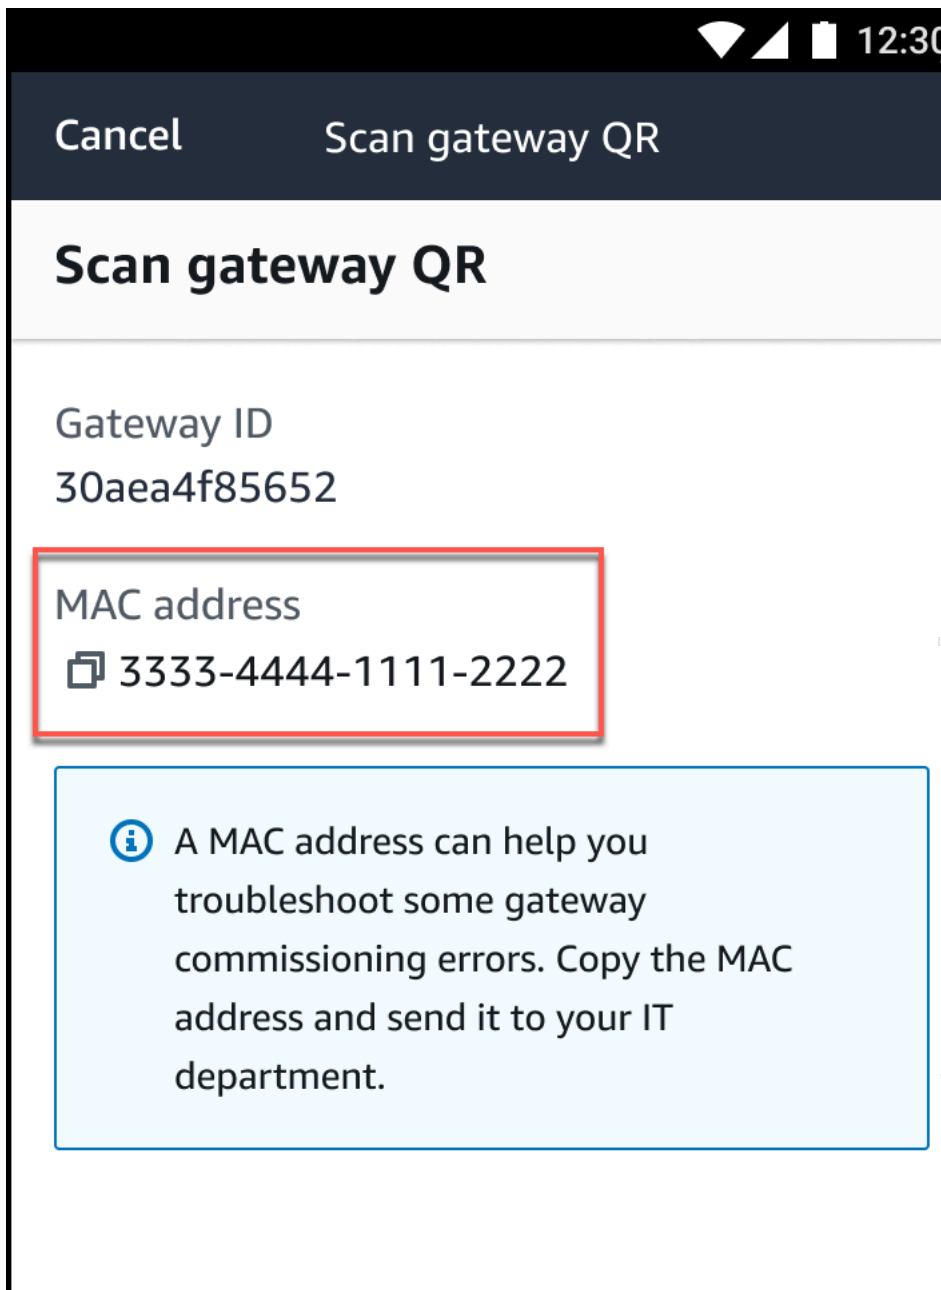 12:30
Cancel Scan gateway QR
Scan gateway QR
Gateway ID
30aea4f85652
MAC address
3333-4444-1111-2222
A MAC address can help you
troubleshoot some gateway
commissioning errors. Copy the MAC
address and send it to your IT
department.